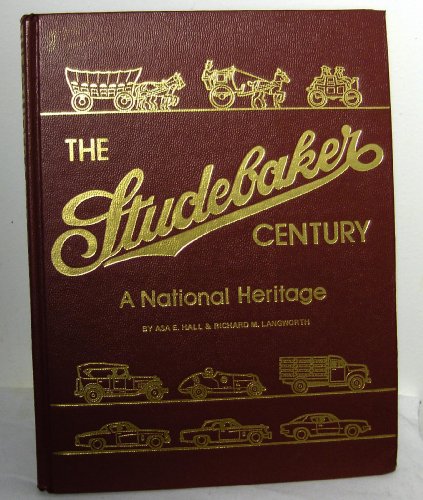 THE
Studebaker
CENTURY
A National Heritage
BY ASA E. HALL & RICHARD M. LANGWORTH